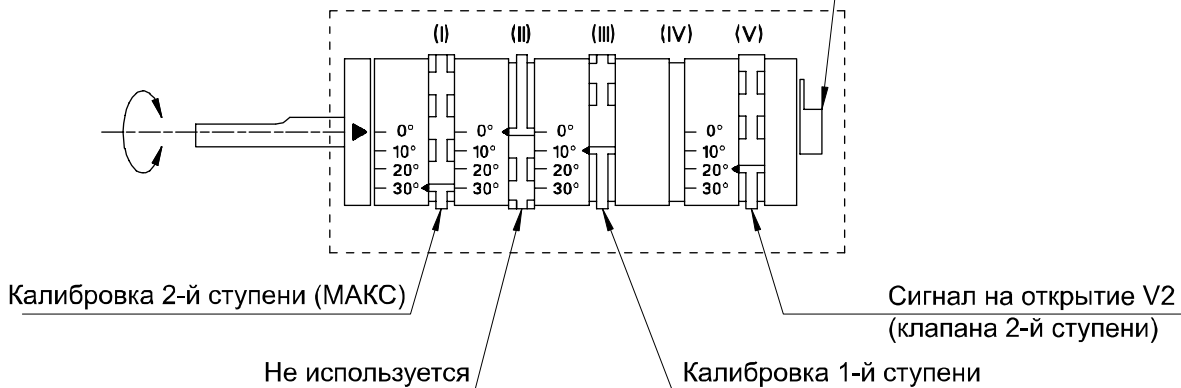 (I) (II) (III) (IV) (V)
0° 0° 0° 0°
10° 10° 10° 10°
20° 20° 20° 20°
30° 30° 30° 30°
Калибровка 2-й ступени (МАКС)
Сигнал на открытие V2
(клапана 2-й ступени)
Не используется
Калибровка 1-й ступени